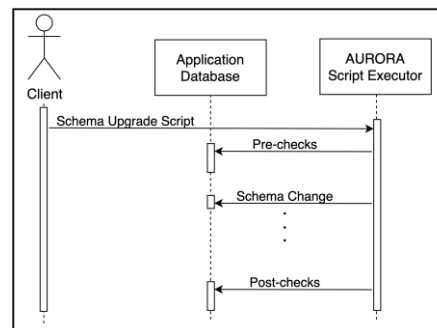 Client
Application
Database
AURORA
Script Executor
Schema Upgrade Script
Pre-checks
Schema Change
Post-checks